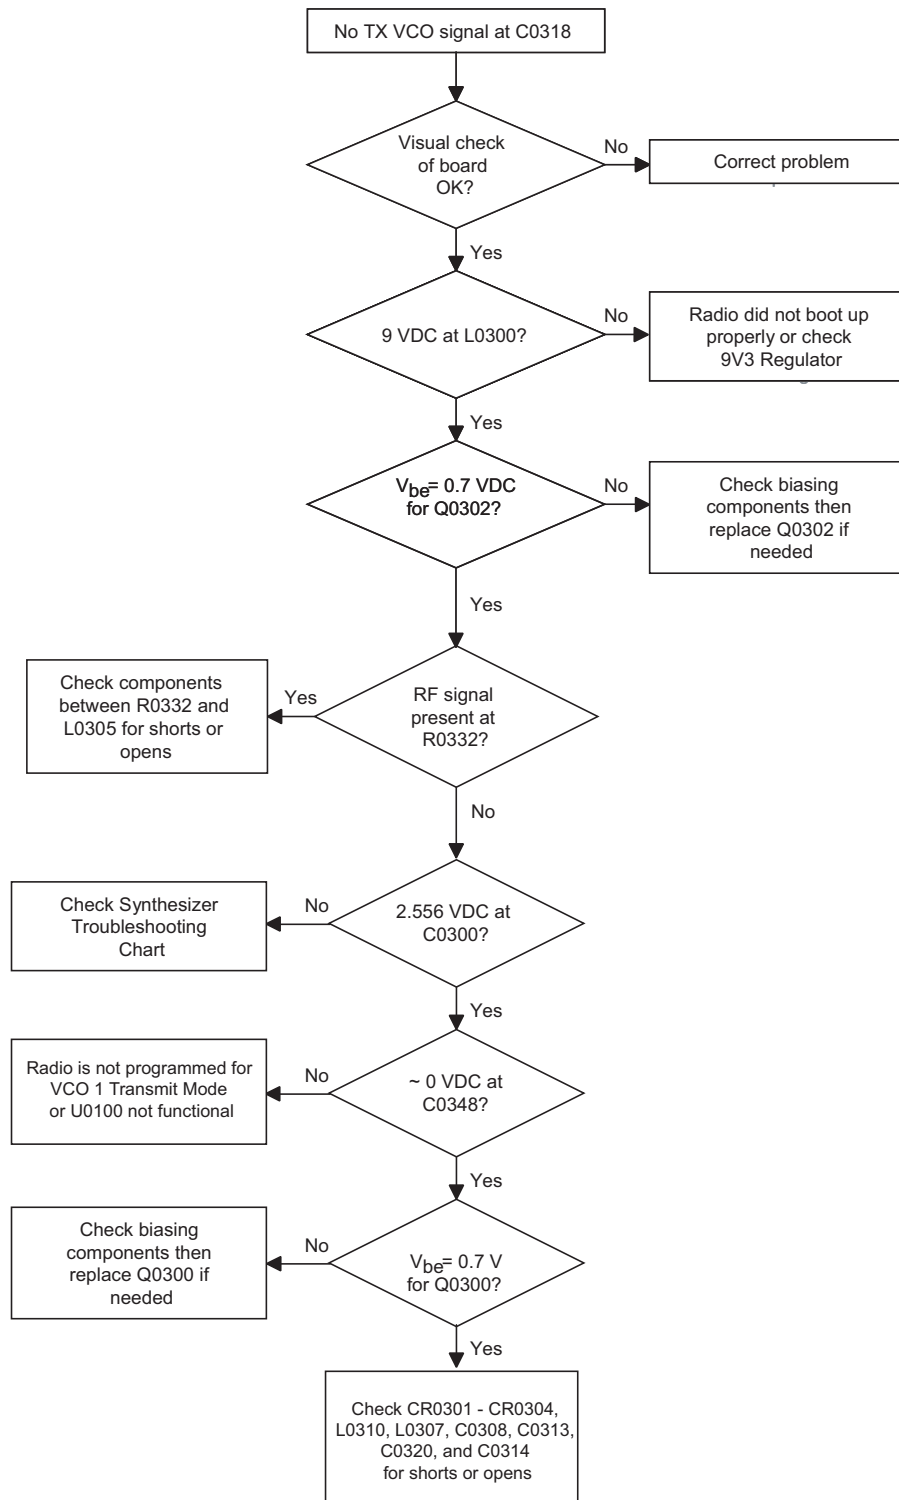 No TX VCO signal at C0318
Visual check
of board
OK?
No
Correct problem
Yes
9 VDC at L0300?
No
Radio did not boot up
properly or check
9V3 Regulator
Yes
Vbe= 0.7 VDC
for Q0302?
No
Check biasing
components then
replace Q0302 if
needed
Yes
RF signal
present at
R0332?
Yes
Check components
between R0332 and
L0305 for shorts or
opens
No
2.556 VDC at
C0300?
No
Check Synthesizer
Troubleshooting
Chart
Yes
~ 0 VDC at
C0348?
No
Radio is not programmed for
VCO 1 Transmit Mode
or U0100 not functional
Yes
Vbe= 0.7 V
for Q0300?
No
Check biasing
components then
replace Q0300 if
needed
Yes
Check CR0301 - CR0304,
L0310, L0307, C0308, C0313,
C0320, and C0314
for shorts or opens